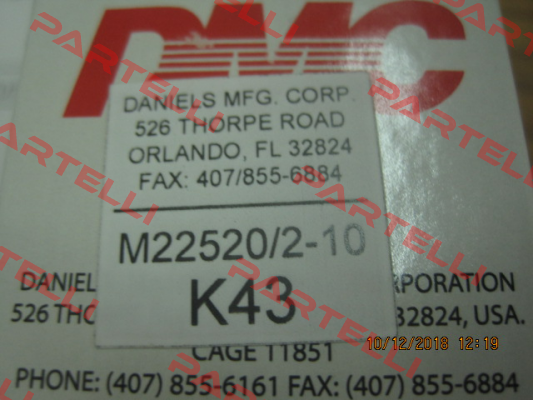 DMC
DANIELS MFG. CORP.
526 THORPE ROAD
ORLANDO, FL 32824
FAX: 407/855-6884
M22520/2-10
K43
DANIEL RPORATION
526 THO 32824, USA.
CAGE 11851
10/12/2018 12:19
PHONE: (407) 855-6161 FAX: (407) 855-6884
PARTELLI
PARTELLI
PARTELLI